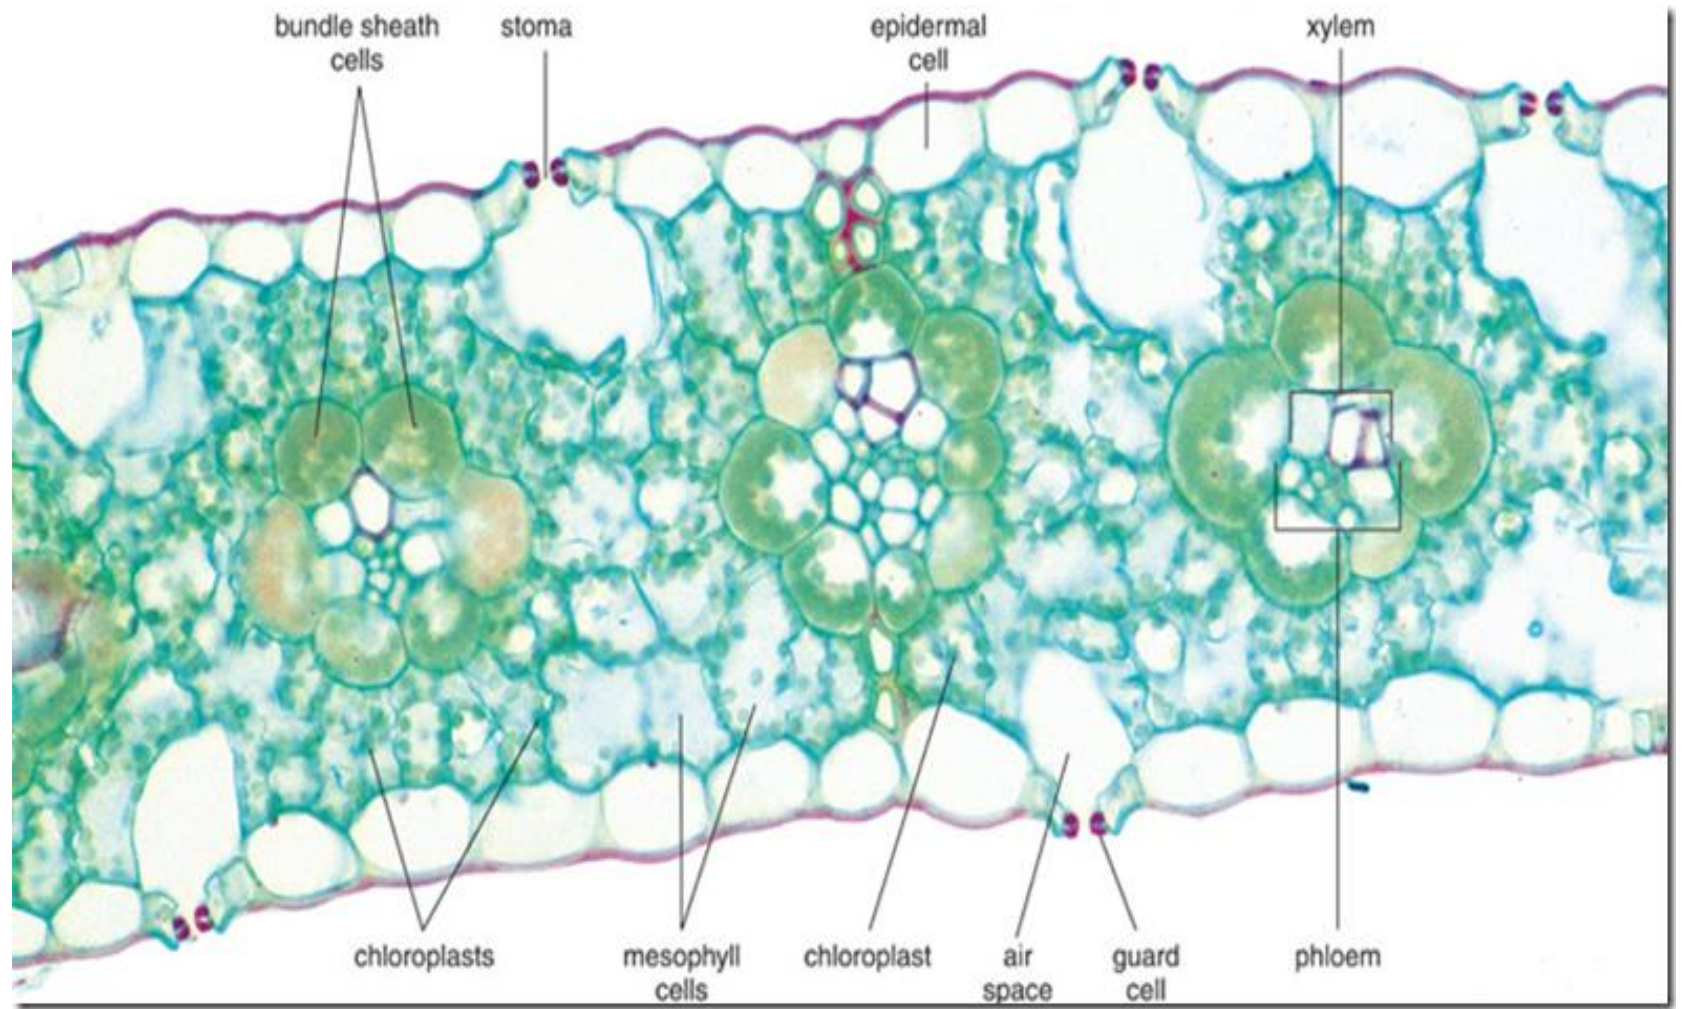 bundle sheath
cells
stoma
epidermal
cell
xylem
chloroplasts
mesophyll
cells
chloroplast
air
space
guard
cell
phloem